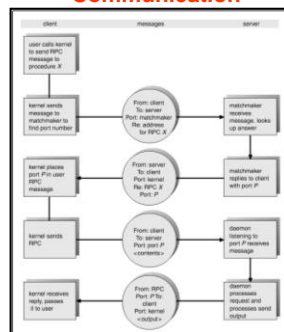 Communication
client
messages
server
user calls kernel
to send RPC
message to
procedure X
kernel sends
message to
matchmaker to
find port number
From: client
To: server
Port: matchmaker
Re: address
for RPC X
matchmaker
receives
message, looks
up answer
kernel places
port P in user
RPC
message
From: server
To: client
Port: kernel
Re: RPC X
Port: P
matchmaker
replies to client
with port P
kernel sends
RPC
From: client
To: server
Port: port P
<contents>
daemon
listening to
port P receives
message
kernel receives
reply, passes
it to user
From: RPC
Port: P To:
client
Port: kernel
<output>
daemon
processes
request and
processes send
output